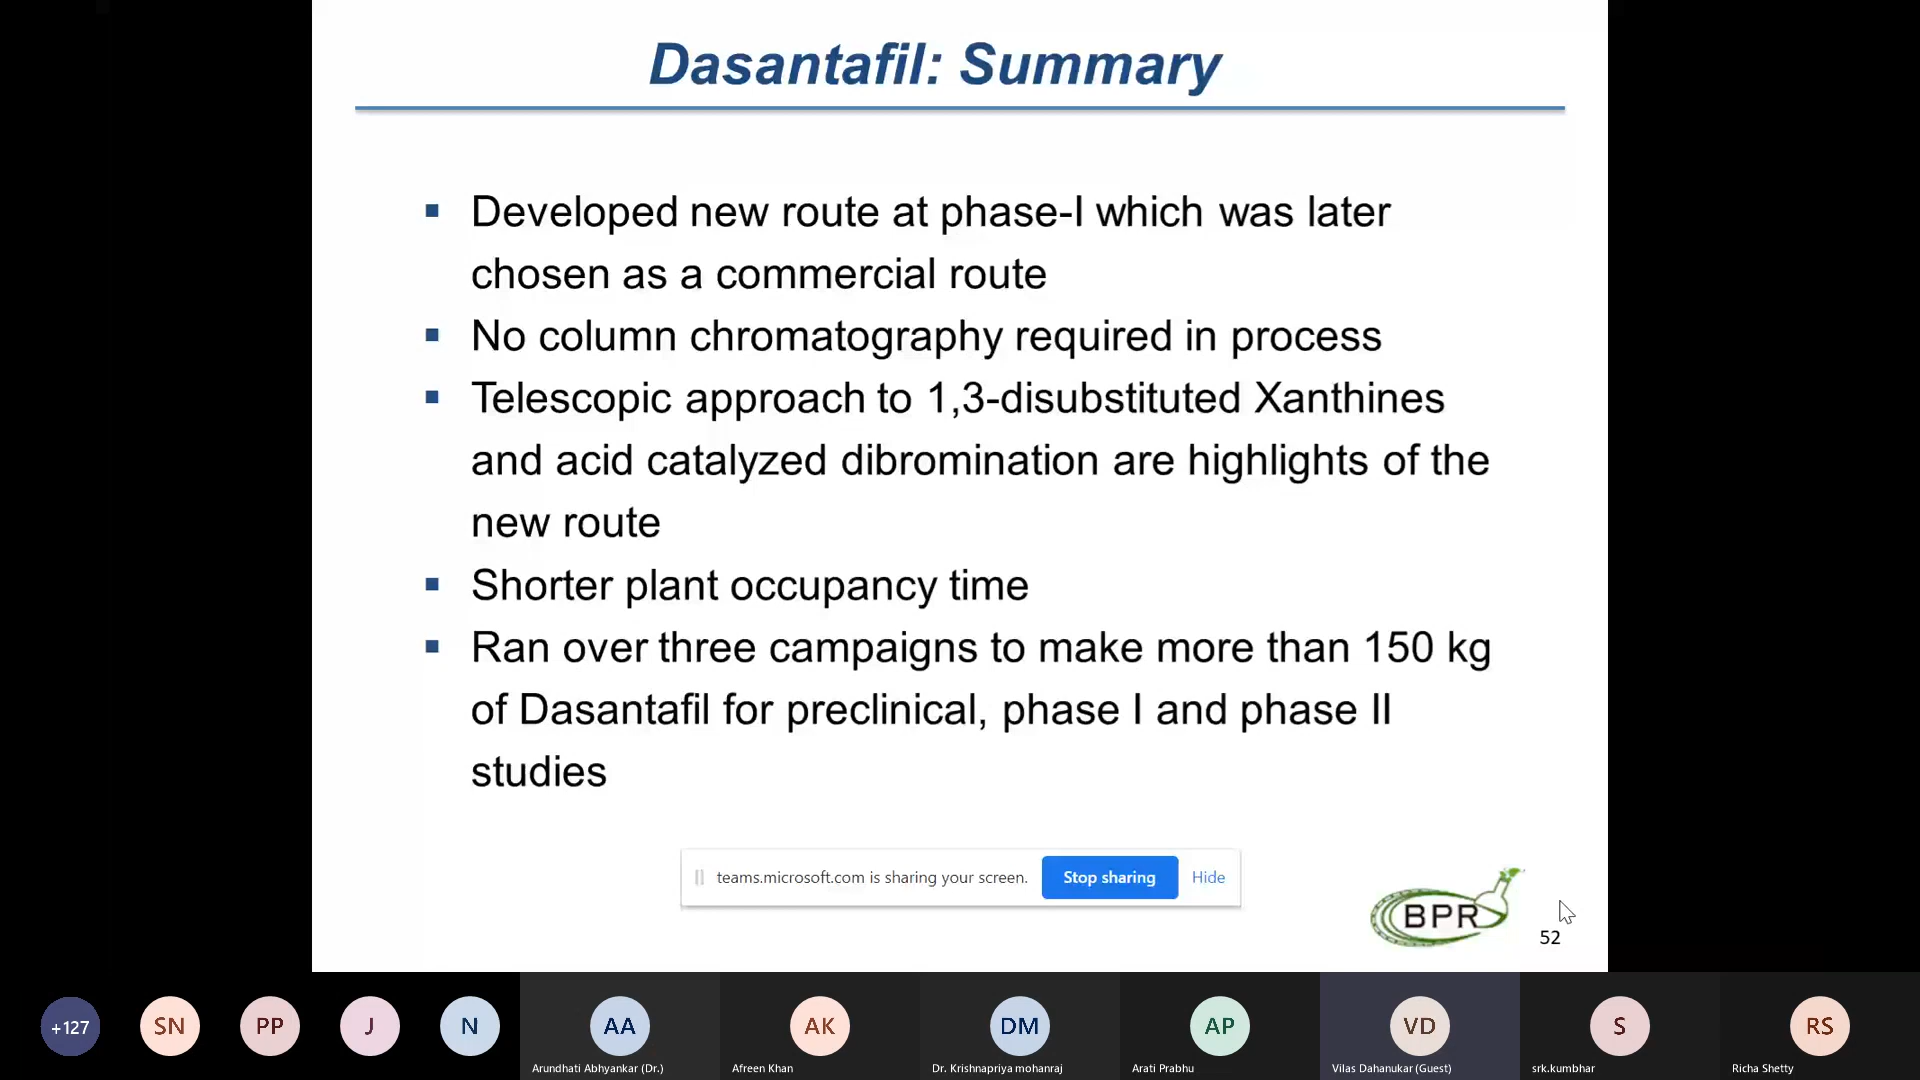 Dasantafil: Summary
Developed new route at phase-I which was later
chosen as a commercial route
No column chromatography required in process
Telescopic approach to 1,3-disubstituted Xanthines
and acid catalyzed dibromination are highlights of the
new route
Shorter plant occupancy time
Ran over three campaigns to make more than 150 kg
of Dasantafil for preclinical, phase I and phase II
studies
teams.microsoft.com is sharing your screen. Stop sharing Hide
BPR
52
+127 SN PP J N AA AK DM AP VD S RS
Arundhati Abhyankar (Dr.) Afreen Khan Dr. Krishnapriya mohanraj Arati Prabhu Vilas Dahanukar (Guest) srk.kumbhar Richa Shetty